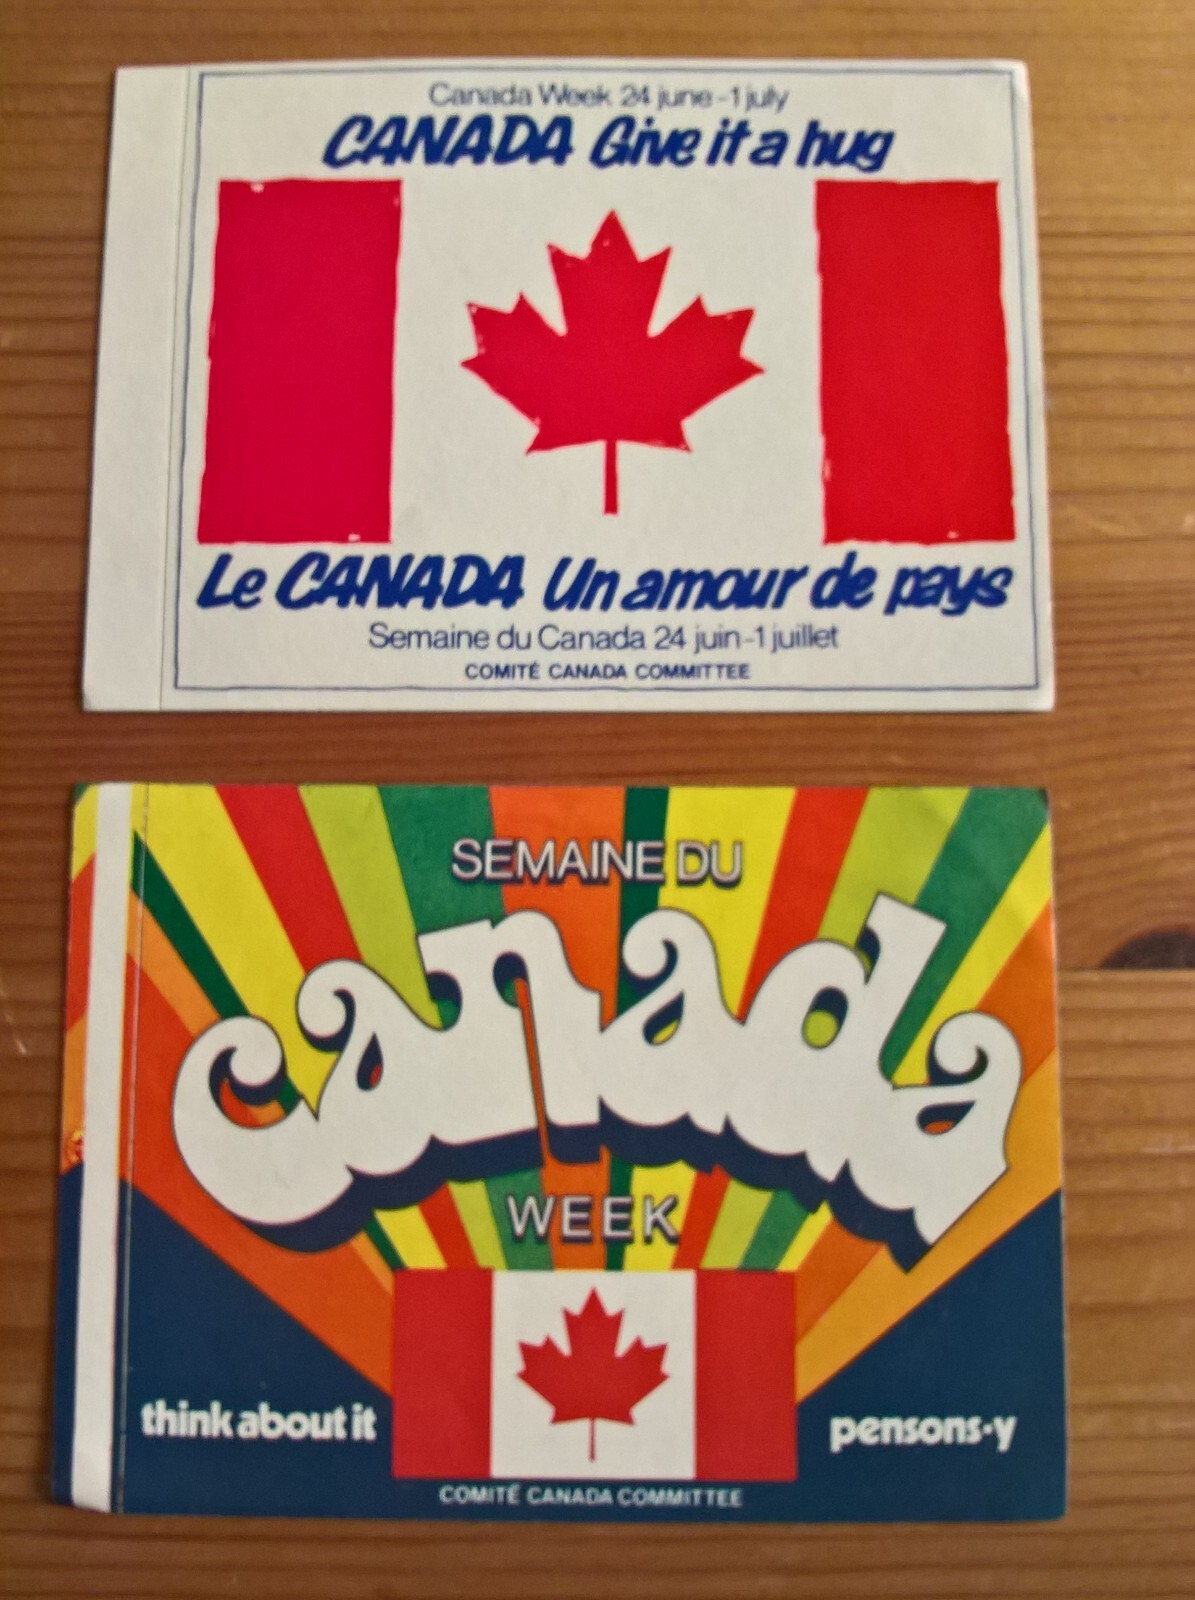 Canada Week 24 june-1 july
CANADA Give it a hug
Le CANADA Un amour de pays
Semaine du Canada 24 juin-1 juillet
COMITÉ CANADA COMMITTEE
SEMAINE DU
canada
WEEK
think about it
pensons-y
COMITÉ CANADA COMMITTEE